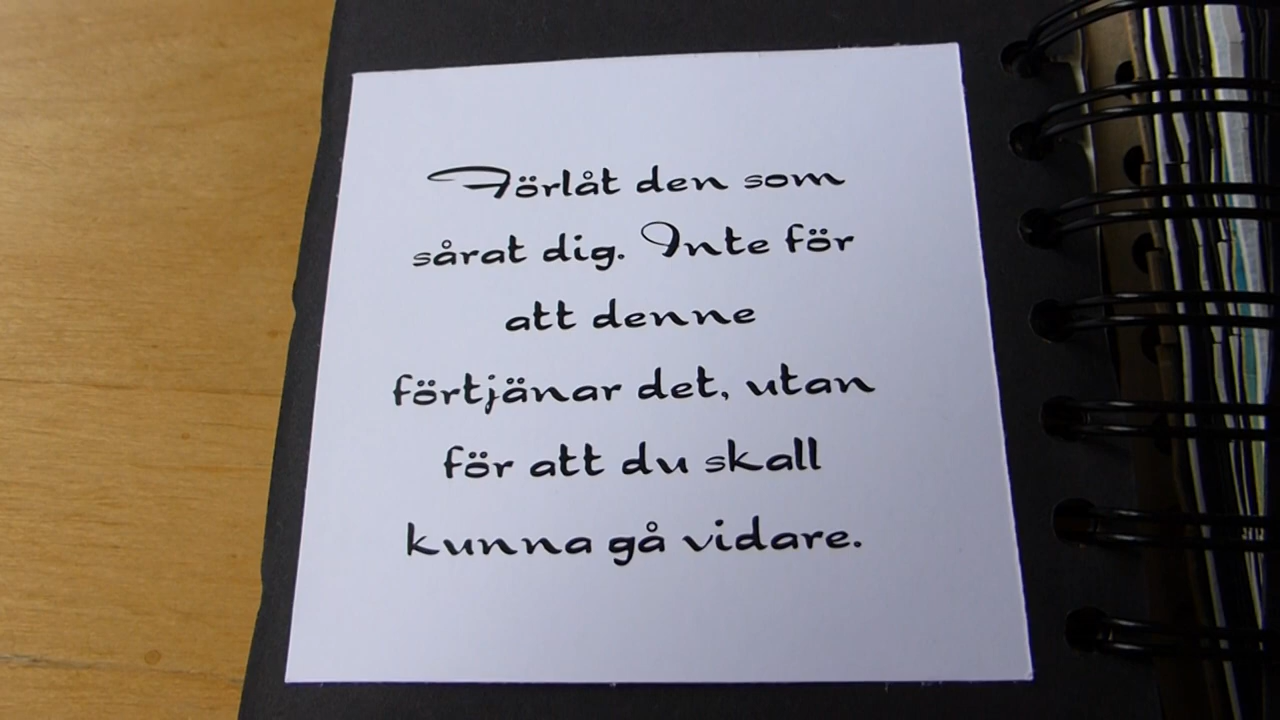 Förlåt den som
sårat dig. Inte för
att denne
förtjänar det, utan
för att du skall
kunna gå vidare.